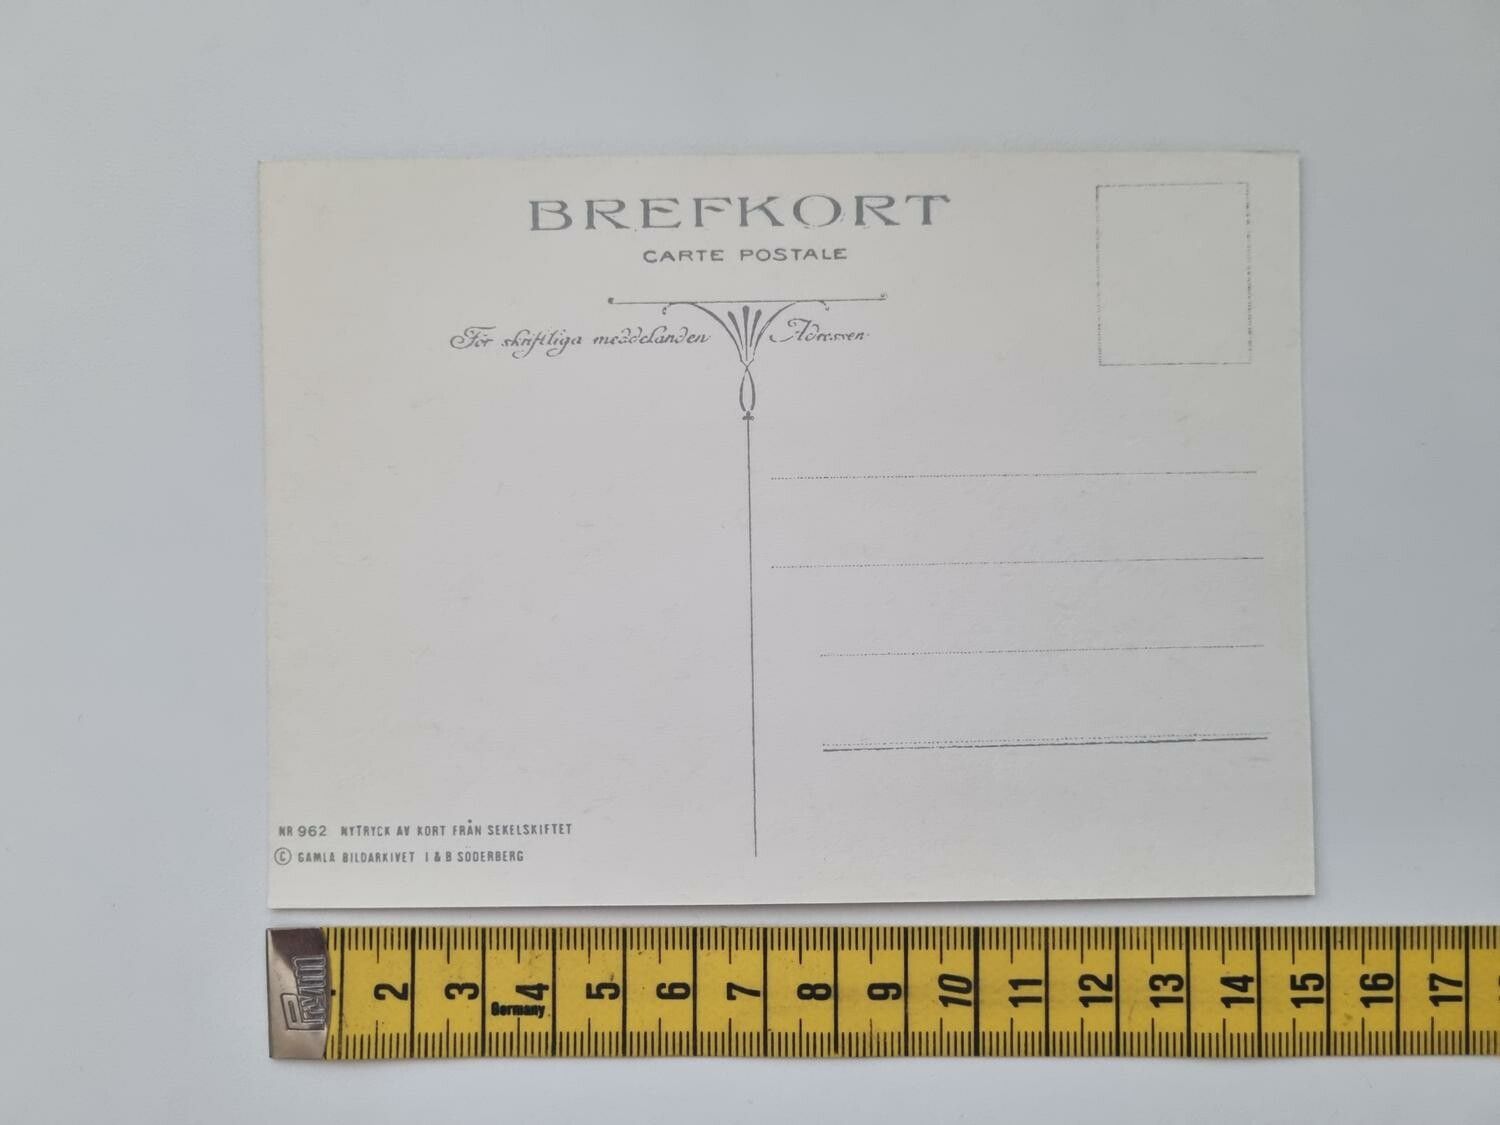 BREFKORT
CARTE POSTALE
För skriftliga meddelanden Adressen
NR 962 NYTRYCK AV KORT FRÅN SEKELSKIFTET
© GAMLA BILDARKIVET I & B SÖDERBERG
Prym 2 3 4 5 6 7 8 9 10 11 12 13 14 15 16 17
Germany